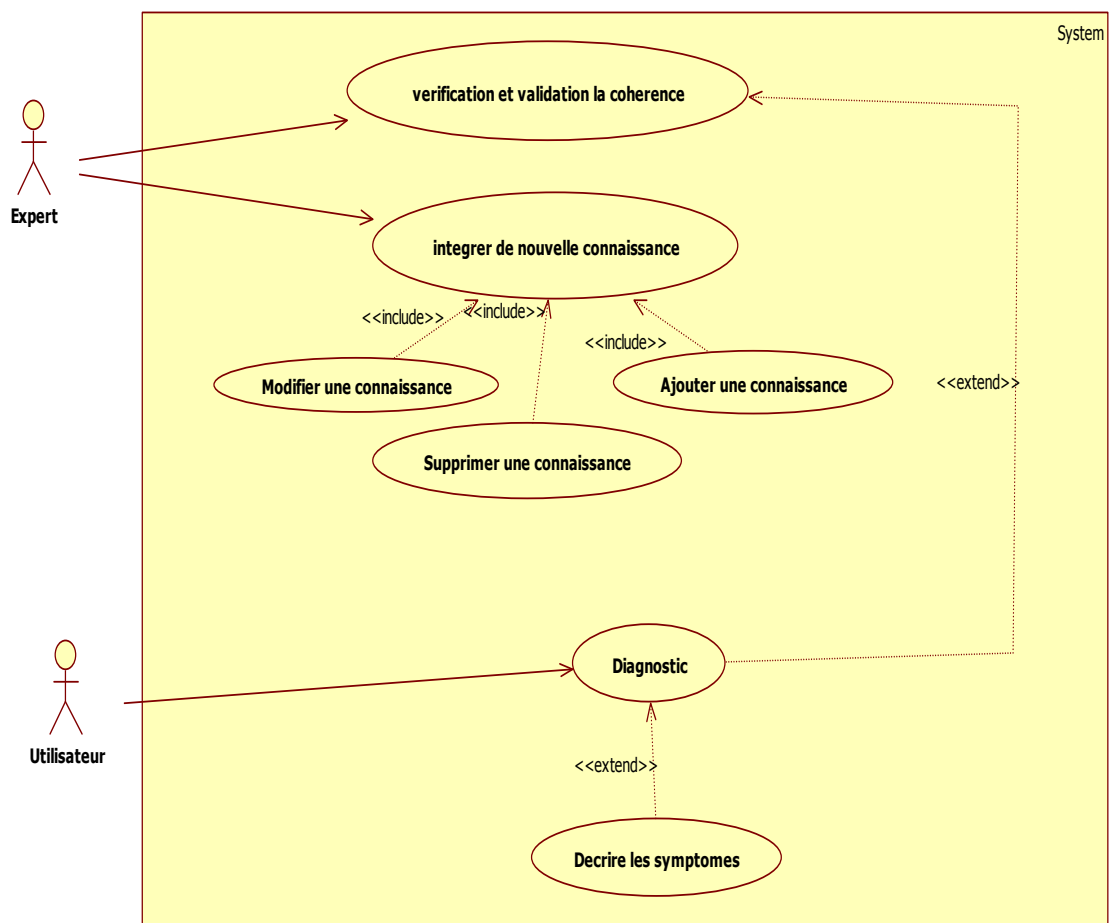 System
verification et validation la coherence
Expert
integrer de nouvelle connaissance
<<include>>
<<include>>
<<include>>
Modifier une connaissance
Ajouter une connaissance
<<extend>>
Supprimer une connaissance
Diagnostic
Utilisateur
<<extend>>
Decrire les symptomes